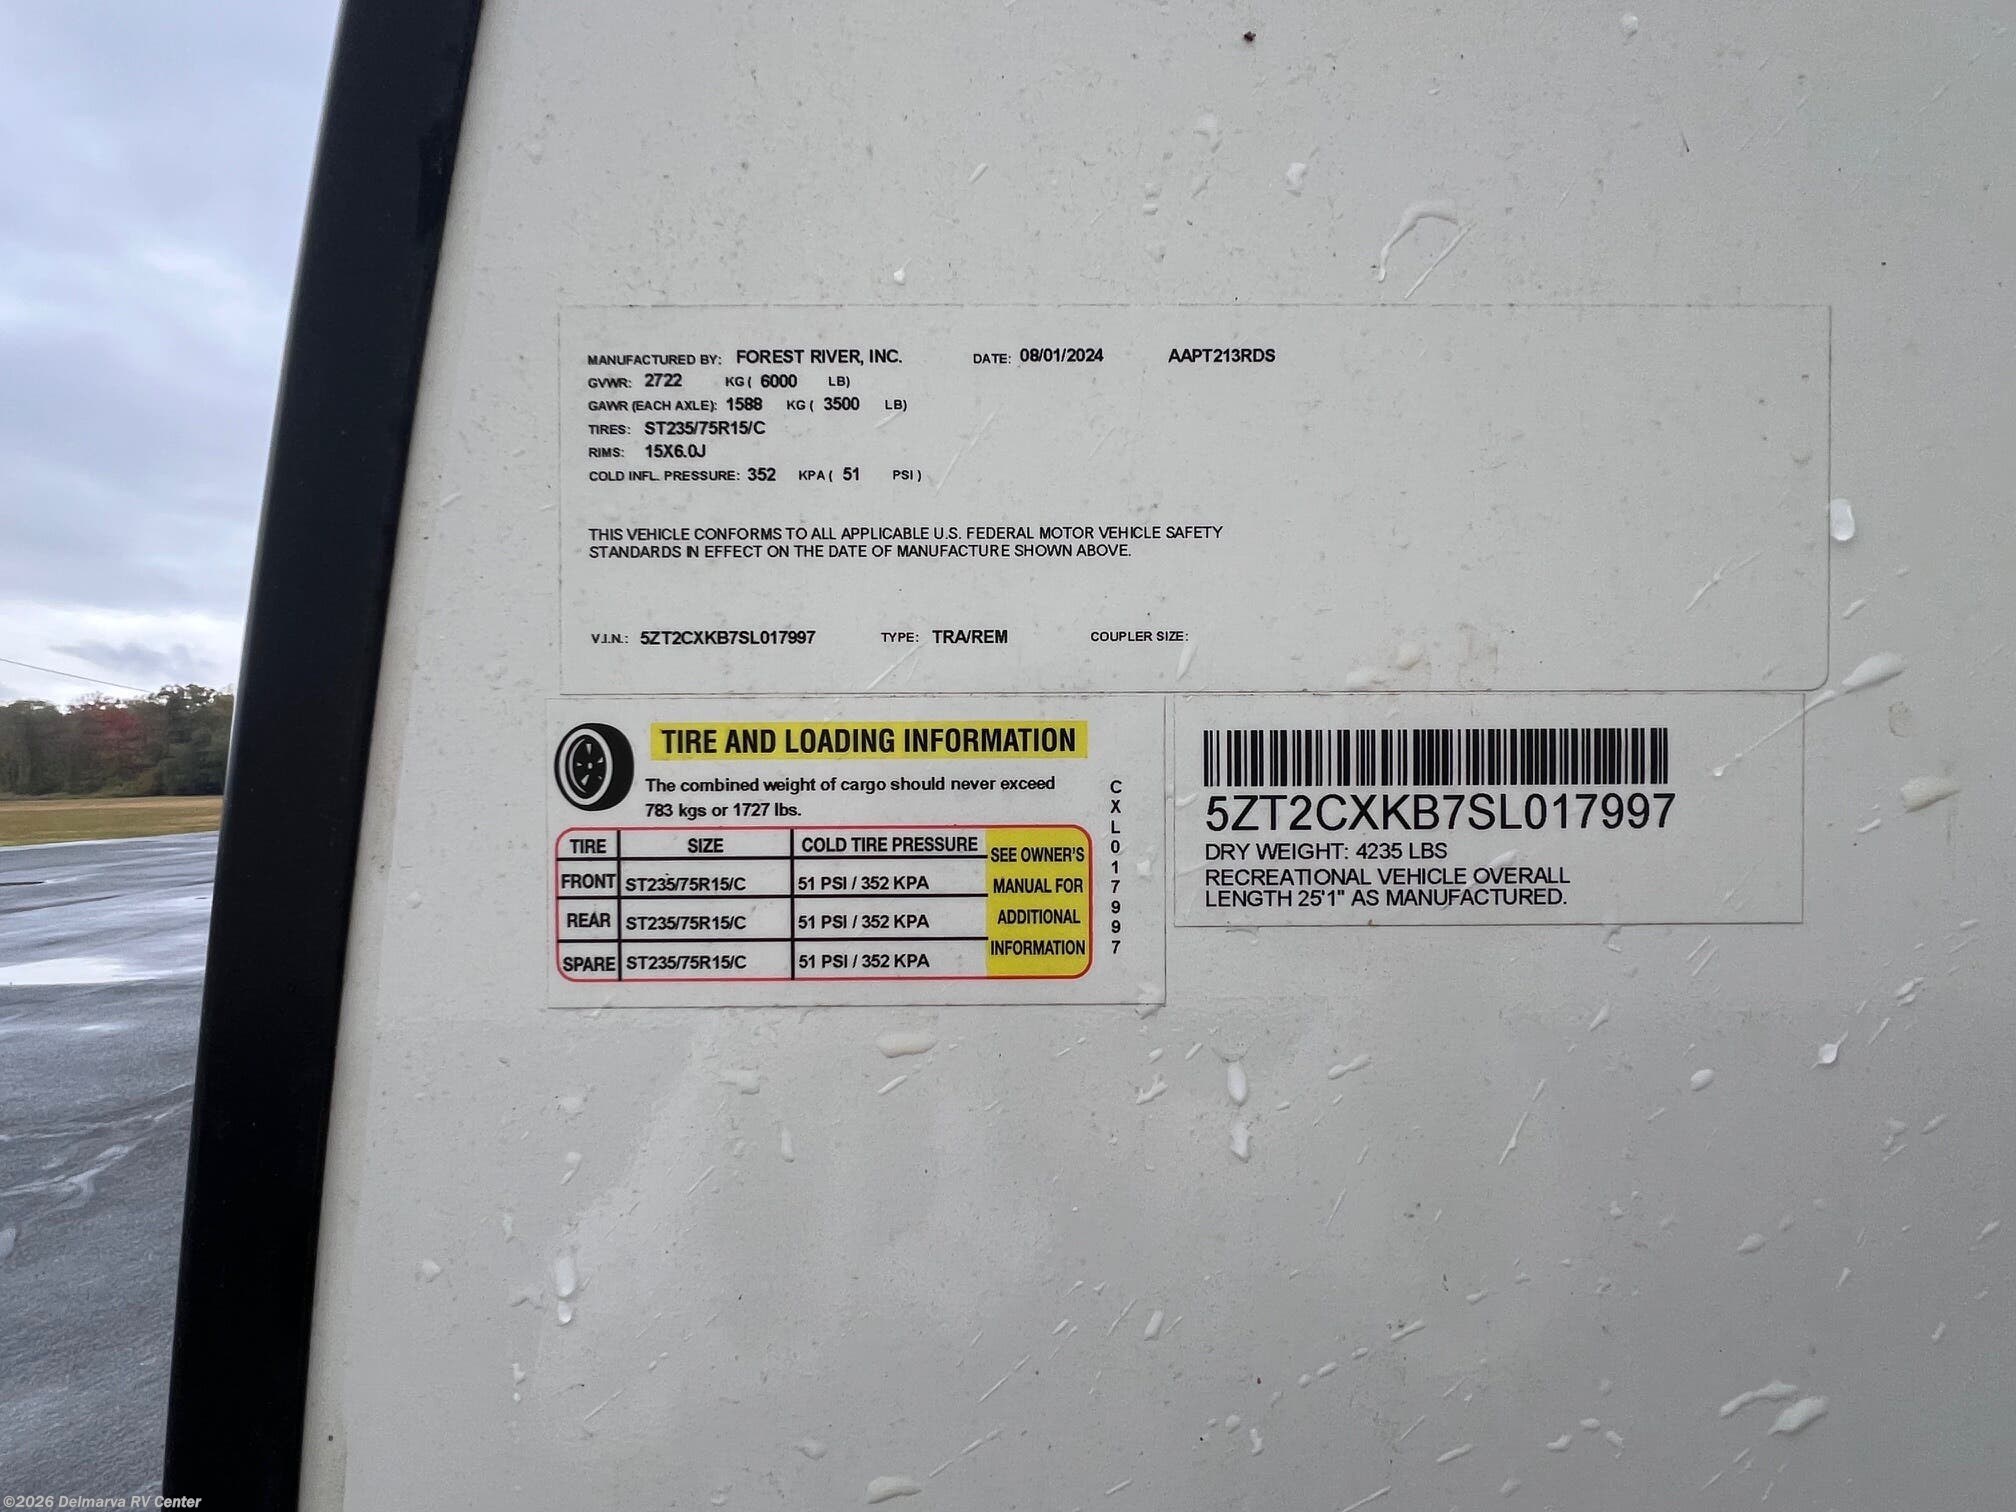 MANUFACTURED BY: FOREST RIVER, INC. DATE: 08/01/2024 AAPT213RDS
GVWR: 2722 KG ( 6000 LB)
GAWR (EACH AXLE): 1588 KG ( 3500 LB)
TIRES: ST235/75R15/C
RIMS: 15X6.0J
COLD INFL. PRESSURE: 352 KPA ( 51 PSI )
THIS VEHICLE CONFORMS TO ALL APPLICABLE U.S. FEDERAL MOTOR VEHICLE SAFETY
STANDARDS IN EFFECT ON THE DATE OF MANUFACTURE SHOWN ABOVE.
V.I.N.: 5ZT2CXKB7SL017997 TYPE: TRA/REM COUPLER SIZE:
TIRE AND LOADING INFORMATION
The combined weight of cargo should never exceed
783 kgs or 1727 lbs.
TIRE SIZE COLD TIRE PRESSURE
FRONT ST235/75R15/C 51 PSI / 352 KPA
REAR ST235/75R15/C 51 PSI / 352 KPA
SPARE ST235/75R15/C 51 PSI / 352 KPA
SEE OWNER'S
MANUAL FOR
ADDITIONAL
INFORMATION
CXL017997
5ZT2CXKB7SL017997
DRY WEIGHT: 4235 LBS
RECREATIONAL VEHICLE OVERALL
LENGTH 25'1" AS MANUFACTURED.
©2026 Delmarva RV Center